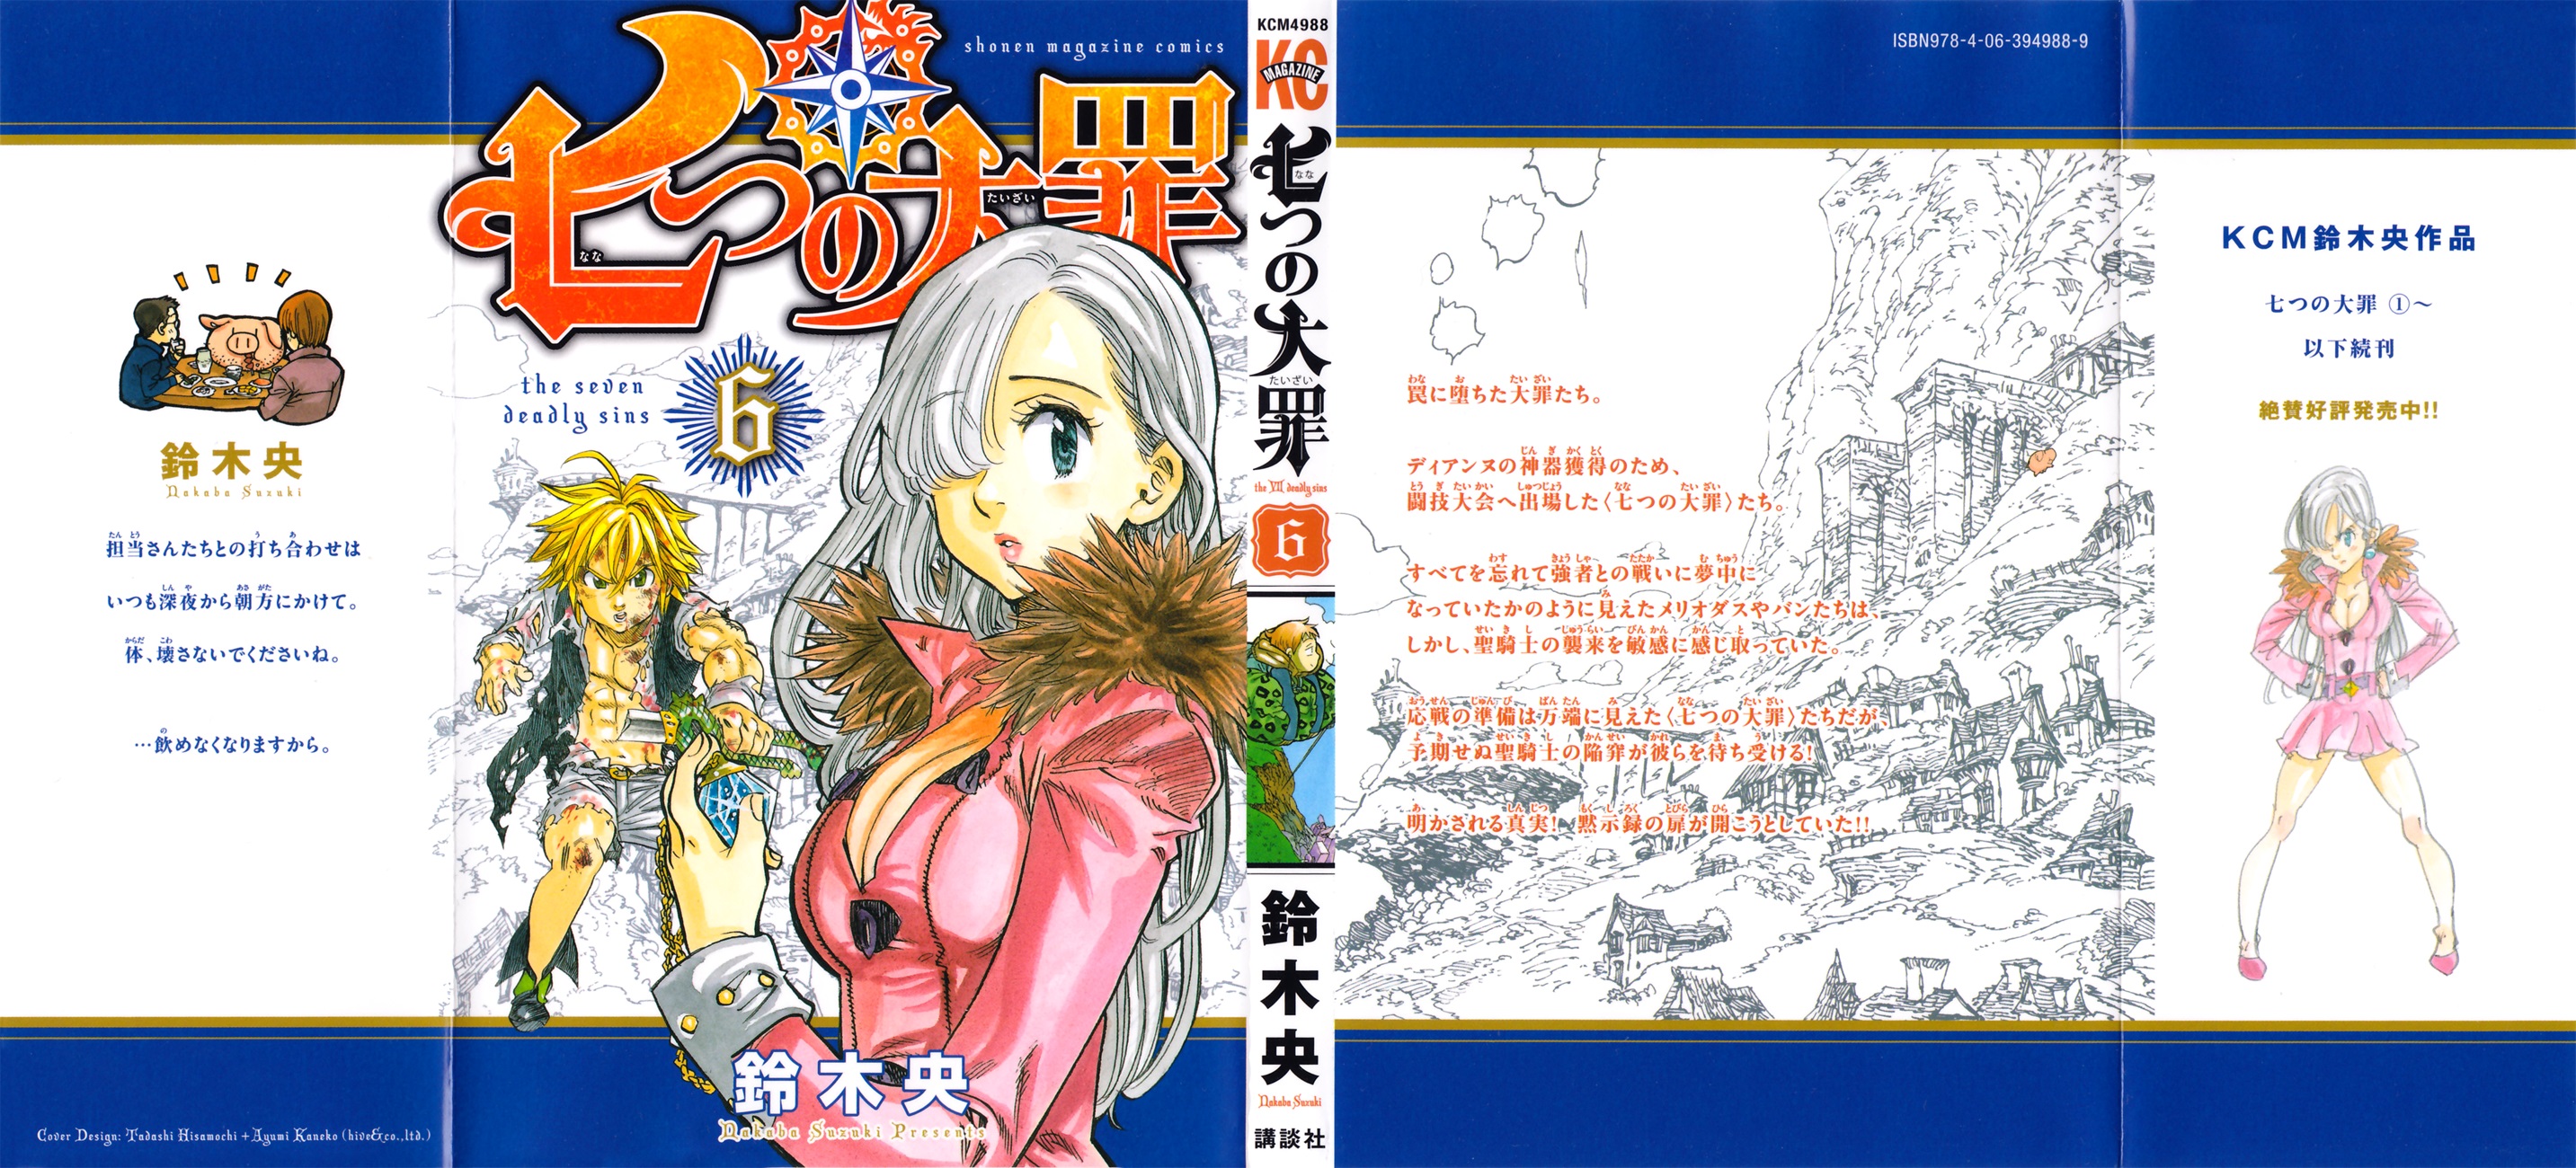 鈴木央
Nakaba Suzuki
担当さんたちとの打ち合わせは
いつも深夜から朝方にかけて。
体、壊さないでくださいね。
…飲めなくなりますから。
Cover Design: Tadashi Hisamochi + Ayumi Kaneko (hive&co.,ltd.)
shonen magazine comics
七つの大罪
なな
たいざい
the seven
deadly sins
6
鈴木央
Nakaba Suzuki Presents
KCM4988
KC
MAGAZINE
七つの大罪
なな
たいざい
the VII deadly sins
6
鈴木央
Nakaba Suzuki
講談社
ISBN978-4-06-394988-9
罠に堕ちた大罪たち。
ディアンヌの神器獲得のため、
闘技大会へ出場した〈七つの大罪〉たち。
すべてを忘れて強者との戦いに夢中に
なっていたかのように見えたメリオダスやバンたちは、
しかし、聖騎士の襲来を敏感に感じ取っていた。
応戦の準備は万端に見えた〈七つの大罪〉たちだが、
予期せぬ聖騎士の陥穽が彼らを待ち受ける!
明かされる真実! 黙示録の扉が開こうとしていた!!
KCM鈴木央作品
七つの大罪 ①〜
以下続刊
絶賛好評発売中!!